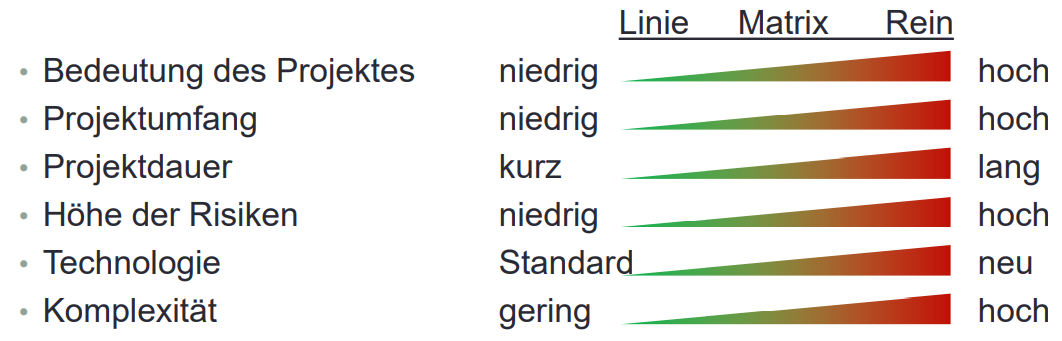 Linie Matrix Rein
• Bedeutung des Projektes niedrig hoch
• Projektumfang niedrig hoch
• Projektdauer kurz lang
• Höhe der Risiken niedrig hoch
• Technologie Standard neu
• Komplexität gering hoch